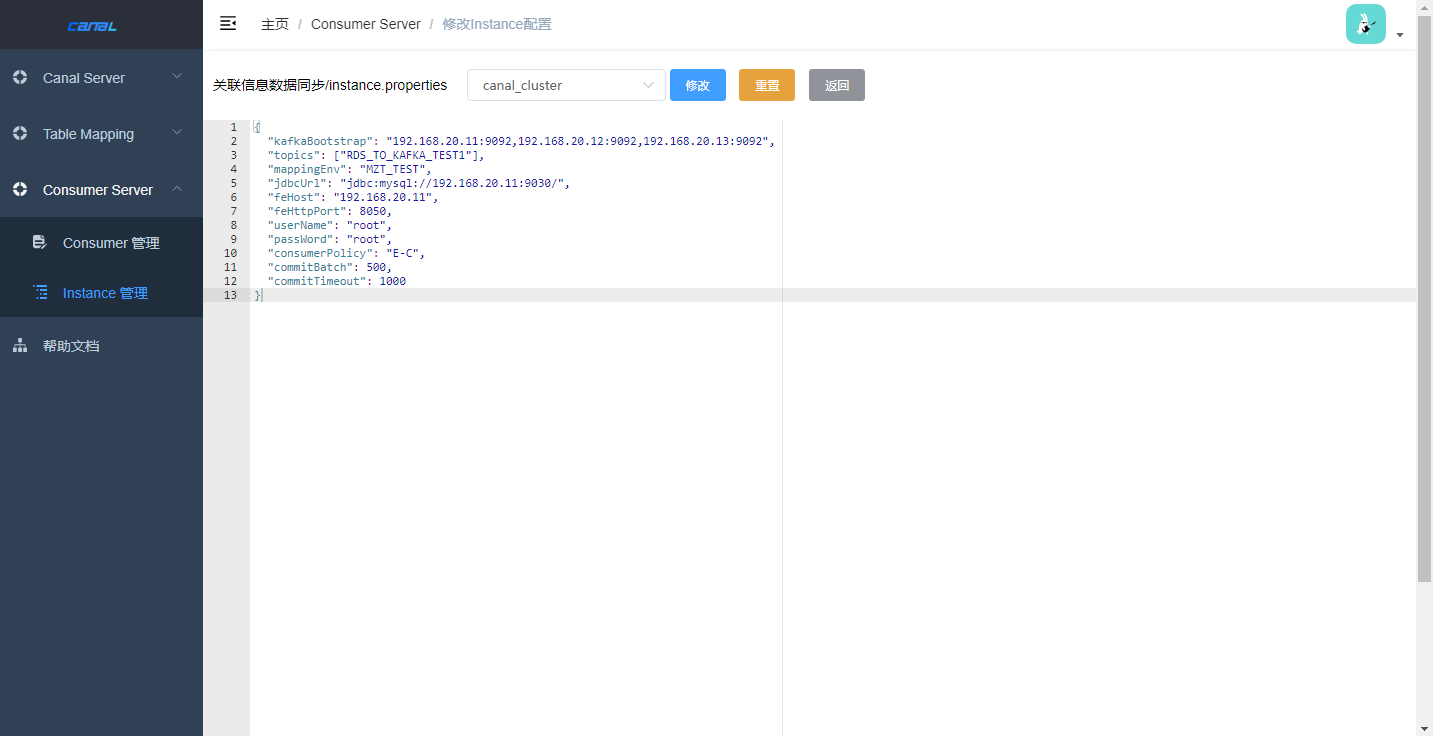 canal
主页 / Consumer Server / 修改Instance配置
Canal Server
Table Mapping
Consumer Server
Consumer 管理
Instance 管理
帮助文档
关联信息数据同步/instance.properties
canal_cluster
修改
重置
返回
1 {
2 "kafkaBootstrap": "192.168.20.11:9092,192.168.20.12:9092,192.168.20.13:9092",
3 "topics": ["RDS_TO_KAFKA_TEST1"],
4 "mappingEnv": "MZT_TEST",
5 "jdbcUrl": "jdbc:mysql://192.168.20.11:9030/",
6 "feHost": "192.168.20.11",
7 "feHttpPort": 8050,
8 "userName": "root",
9 "passWord": "root",
10 "consumerPolicy": "E-C",
11 "commitBatch": 500,
12 "commitTimeout": 1000
13 }